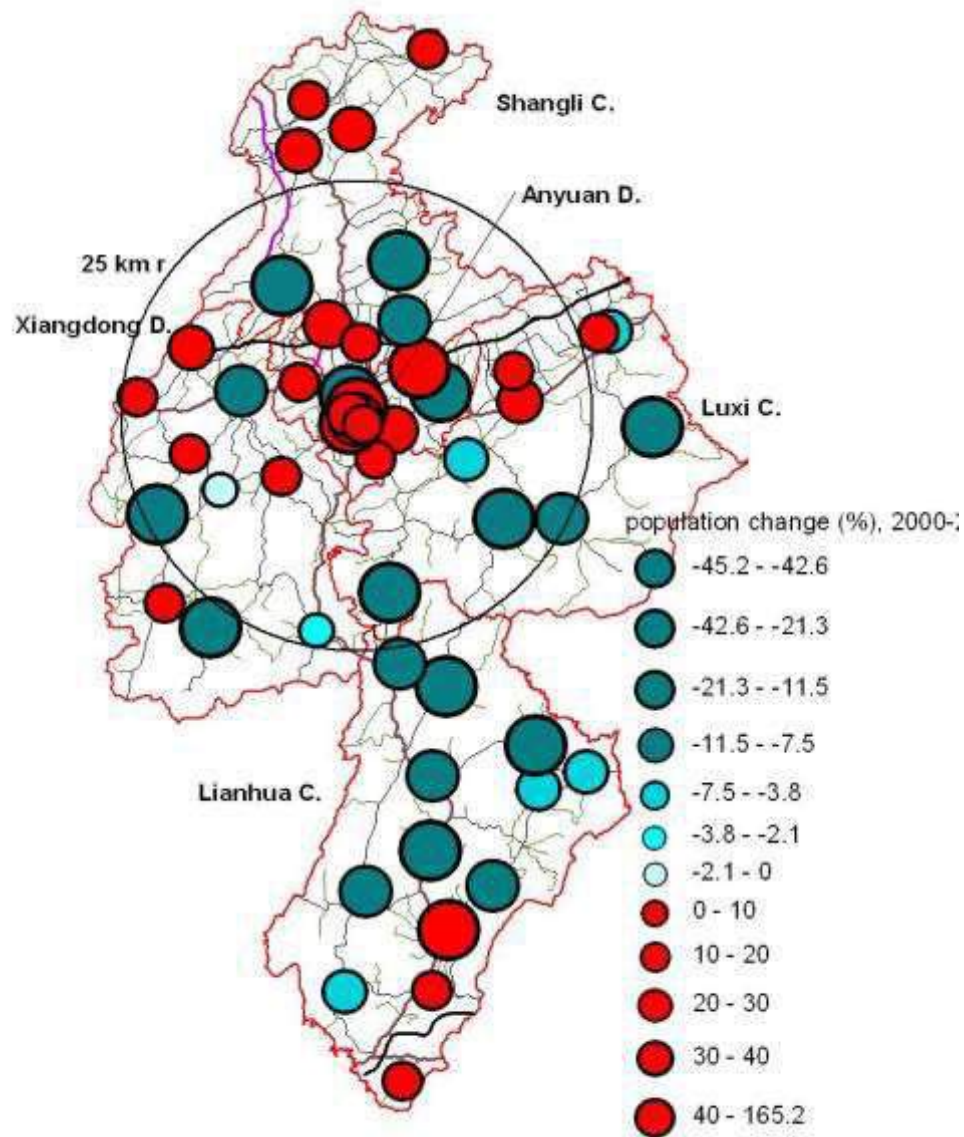 Shangli C.
Anyuan D.
25 km r
Xiangdong D.
Luxi C.
population change (%), 2000-2
-45.2 - -42.6
-42.6 - -21.3
-21.3 - -11.5
-11.5 - -7.5
-7.5 - -3.8
-3.8 - -2.1
-2.1 - 0
0 - 10
10 - 20
20 - 30
30 - 40
40 - 165.2
Lianhua C.